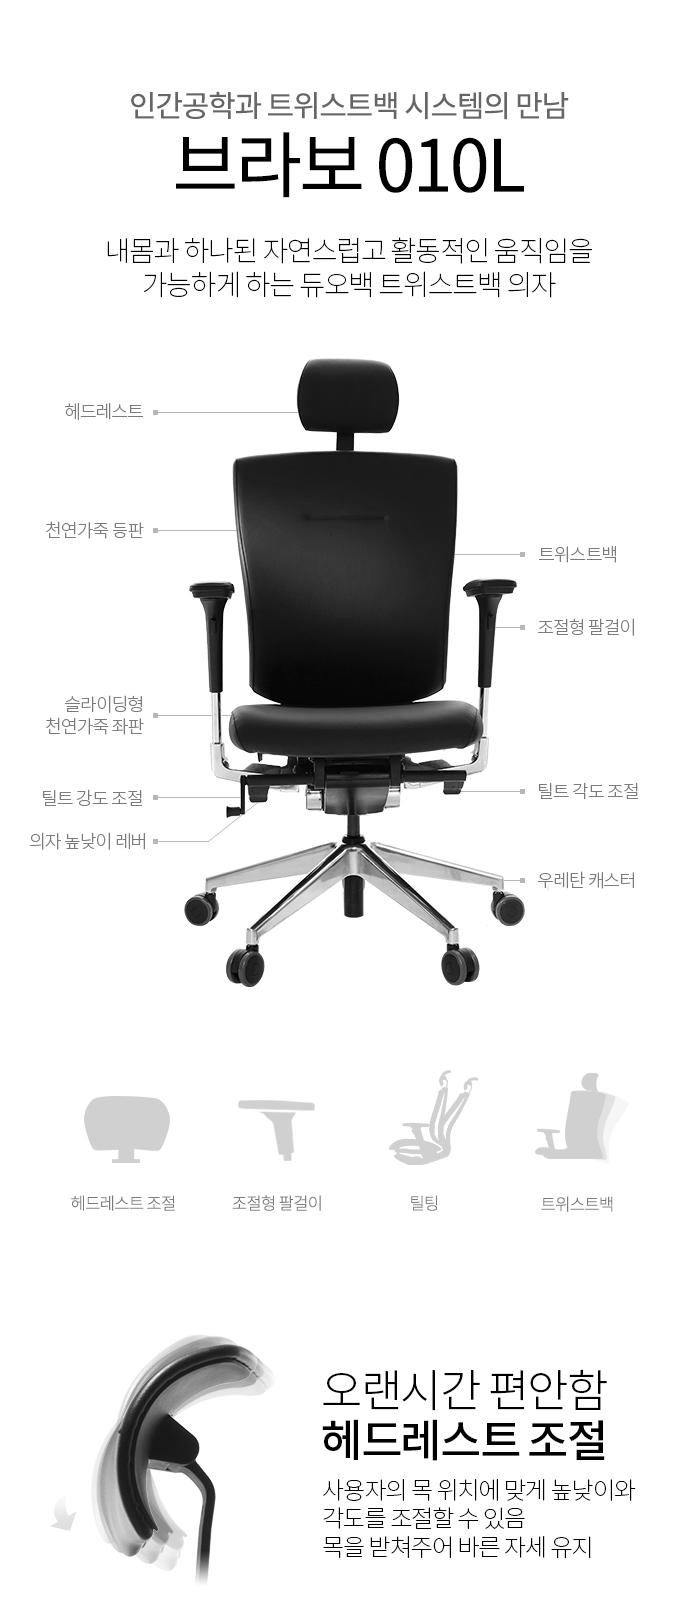 인간공학과 트위스트백 시스템의 만남
브라보 010L
내몸과 하나된 자연스럽고 활동적인 움직임을
가능하게 하는 듀오백 트위스트백 의자
헤드레스트
천연가죽 등판
트위스트백
조절형 팔걸이
슬라이딩형
천연가죽 좌판
틸트 강도 조절
틸트 각도 조절
의자 높낮이 레버
우레탄 캐스터
헤드레스트 조절
조절형 팔걸이
틸팅
트위스트백
오랜시간 편안함
헤드레스트 조절
사용자의 목 위치에 맞게 높낮이와
각도를 조절할 수 있음
목을 받쳐주어 바른 자세 유지